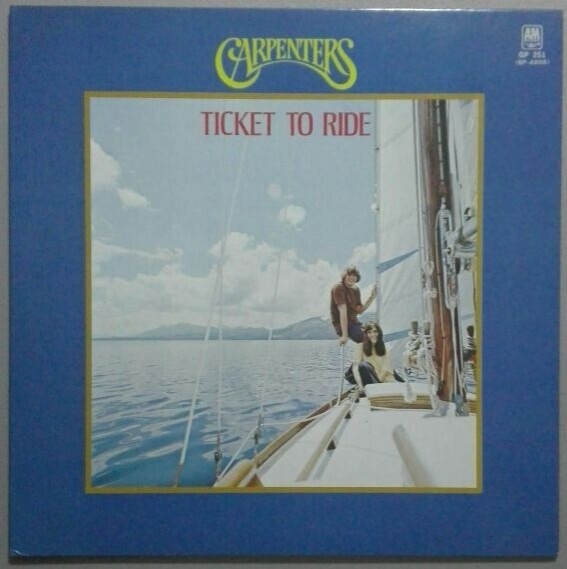 CARPENTERS
A&M
GP 251
(SP-4205)
TICKET TO RIDE